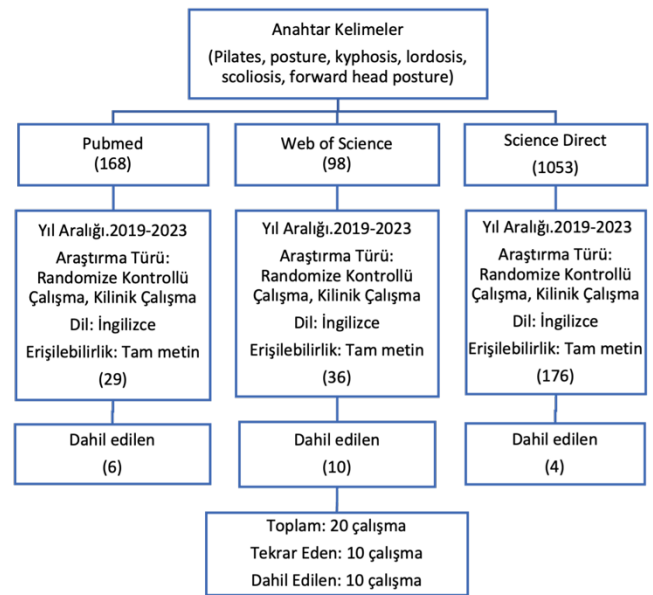 Anahtar Kelimeler
(Pilates, posture, kyphosis, lordosis,
scoliosis, forward head posture)
Pubmed
(168)
Web of Science
(98)
Science Direct
(1053)
Yıl Aralığı.2019-2023
Araştırma Türü:
Randomize Kontrollü
Çalışma, Kilinik Çalışma
Dil: İngilizce
Erişilebilirlik: Tam metin
(29)
Yıl Aralığı.2019-2023
Araştırma Türü:
Randomize Kontrollü
Çalışma, Kilinik Çalışma
Dil: İngilizce
Erişilebilirlik: Tam metin
(36)
Yıl Aralığı.2019-2023
Araştırma Türü:
Randomize Kontrollü
Çalışma, Kilinik Çalışma
Dil: İngilizce
Erişilebilirlik: Tam metin
(176)
Dahil edilen
(6)
Dahil edilen
(10)
Dahil edilen
(4)
Toplam: 20 çalışma
Tekrar Eden: 10 çalışma
Dahil Edilen: 10 çalışma